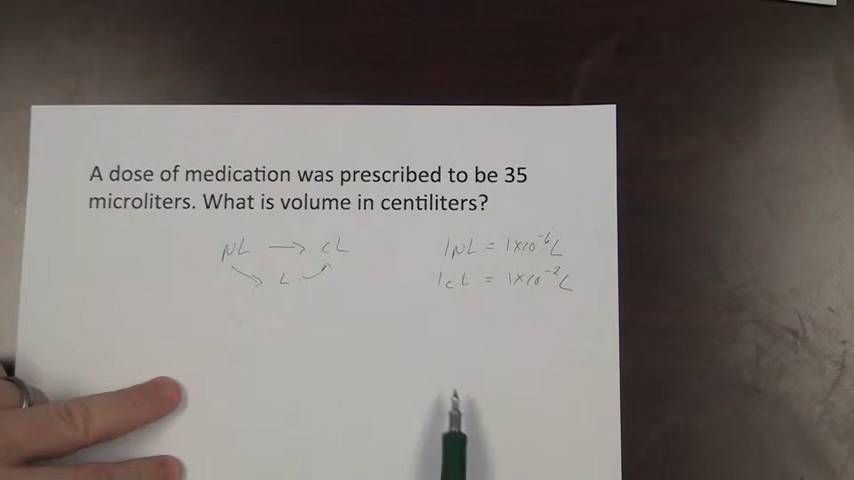 A dose of medication was prescribed to be 35
microliters. What is volume in centiliters?
μL → cL
L
1μL = 1x10⁻⁶L
1cL = 1x10⁻²L